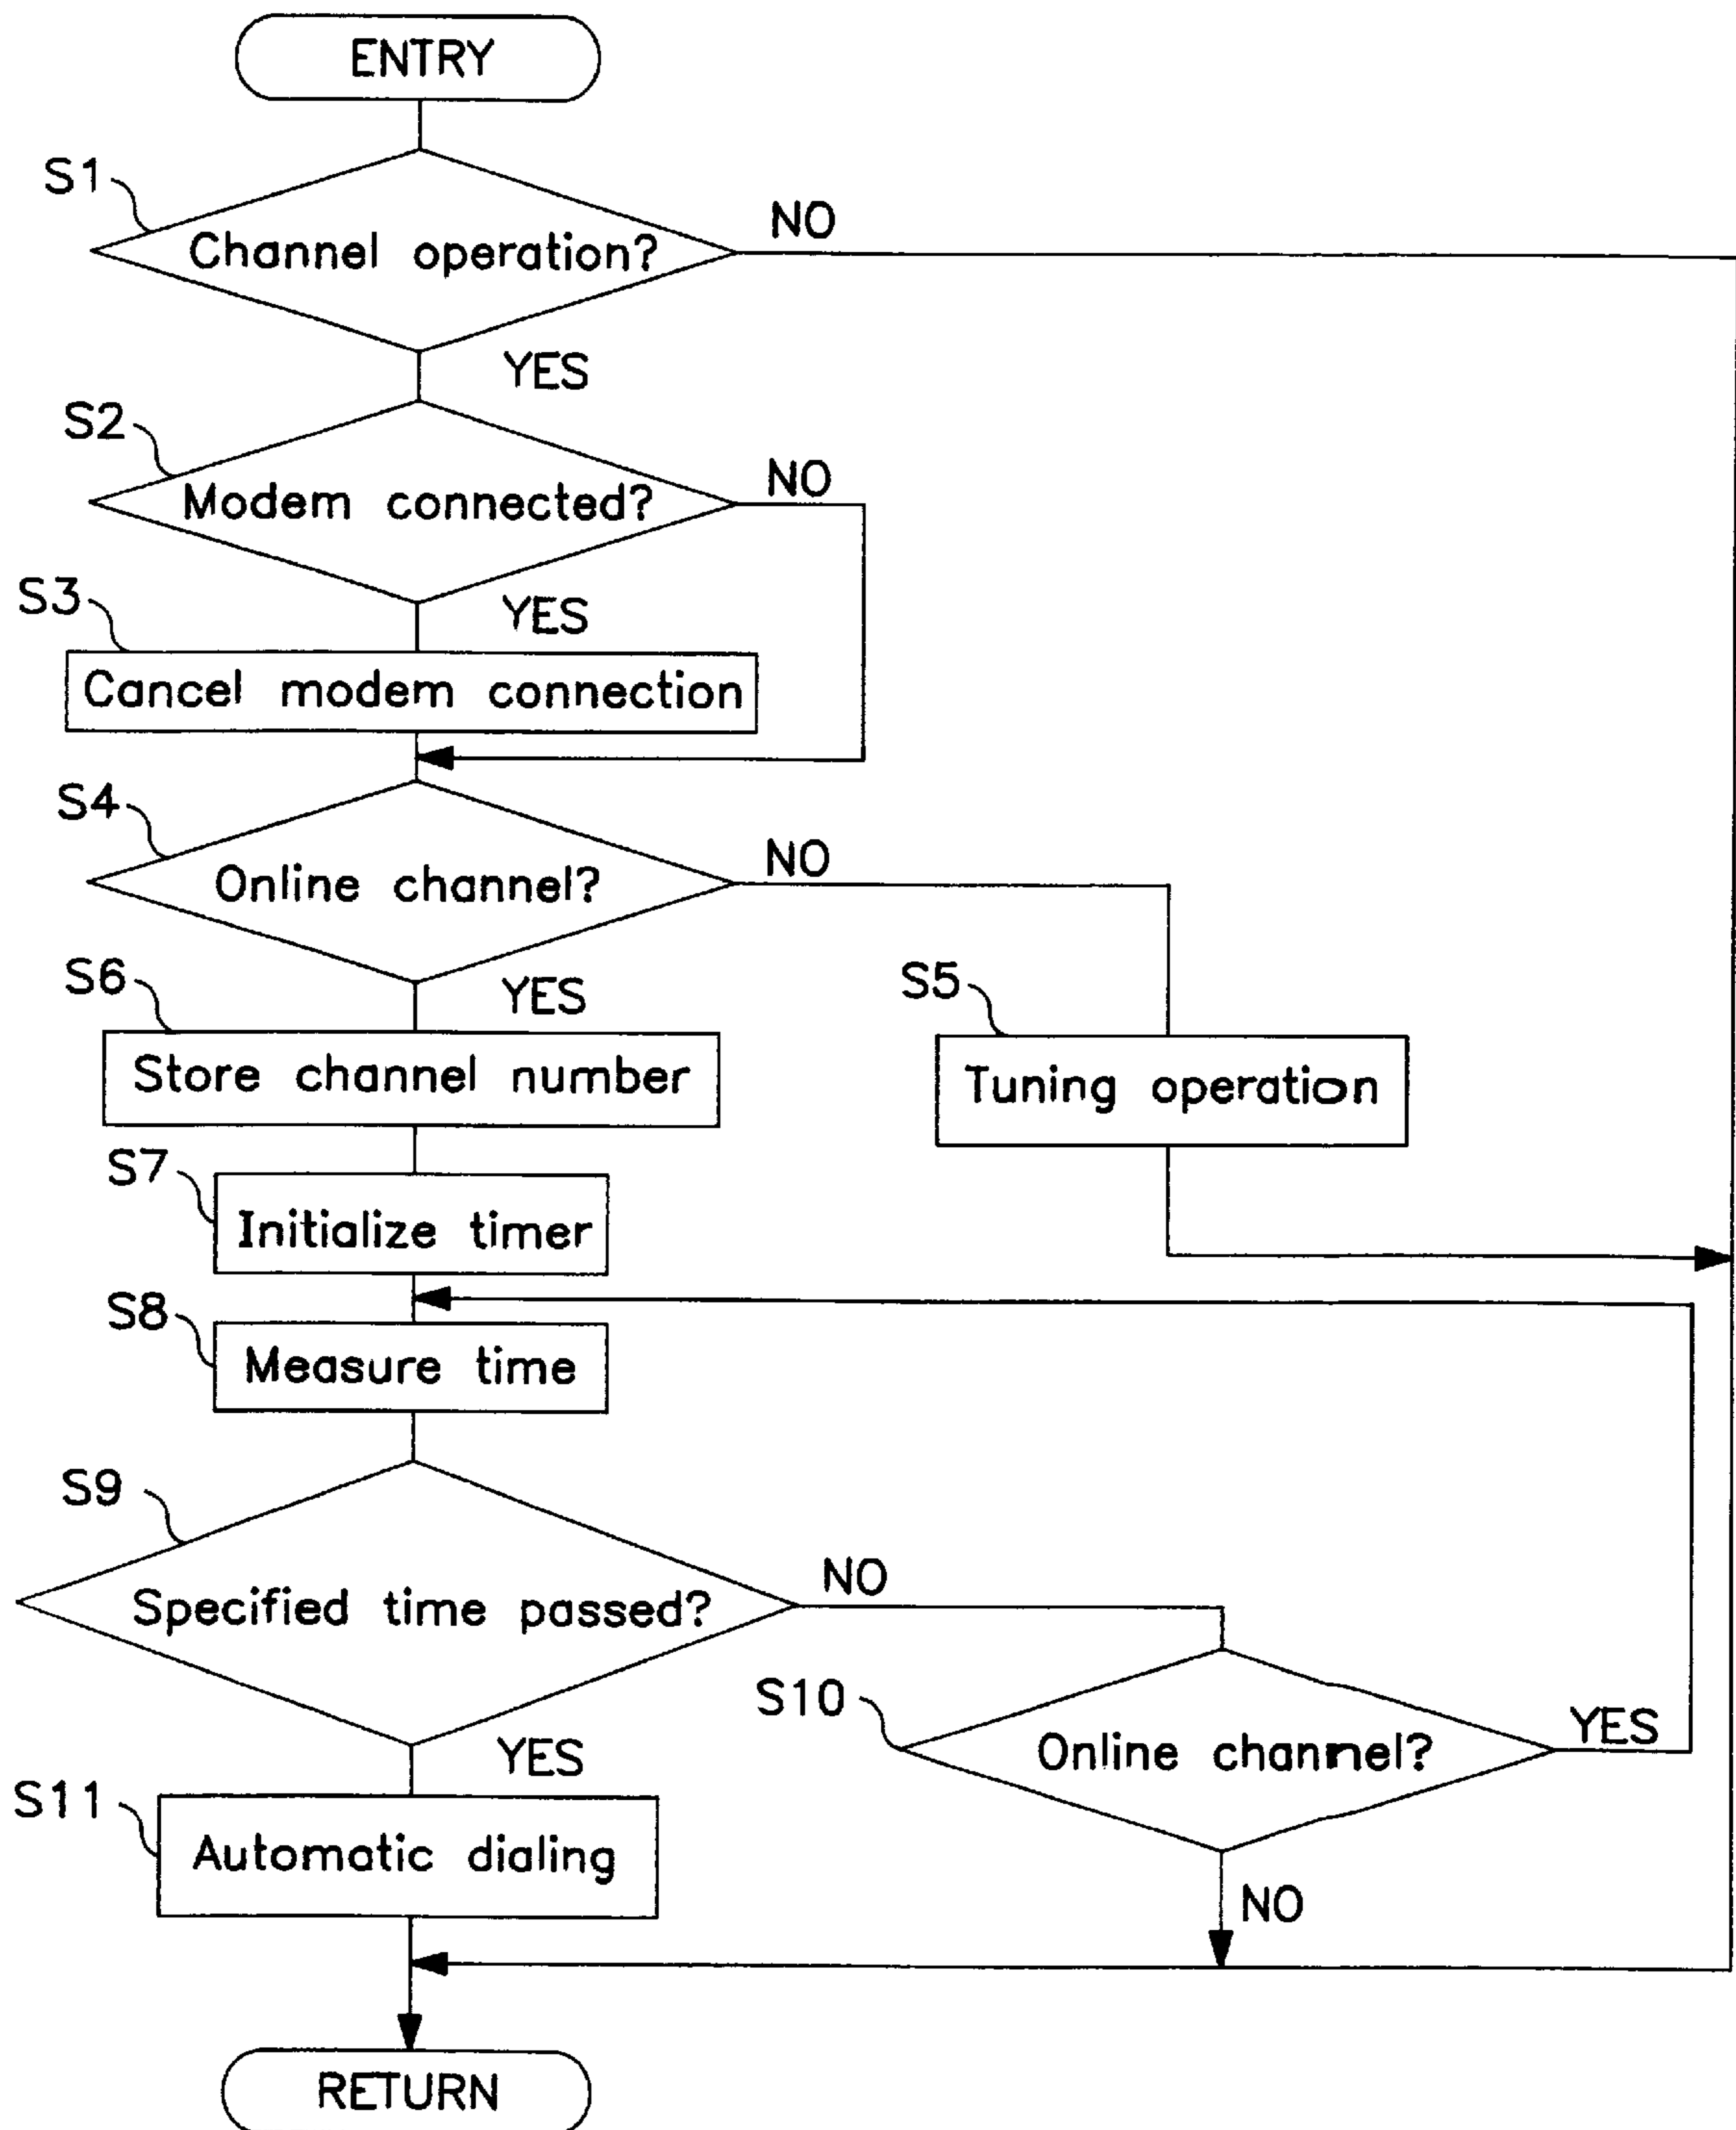 ENTRY
S1
Channel operation?
NO
YES
S2
Modem connected?
NO
YES
S3
Cancel modem connection
S4
Online channel?
NO
YES
S6
Store channel number
S5
Tuning operation
S7
Initialize timer
S8
Measure time
S9
Specified time passed?
NO
YES
S10
Online channel?
YES
NO
S11
Automatic dialing
RETURN